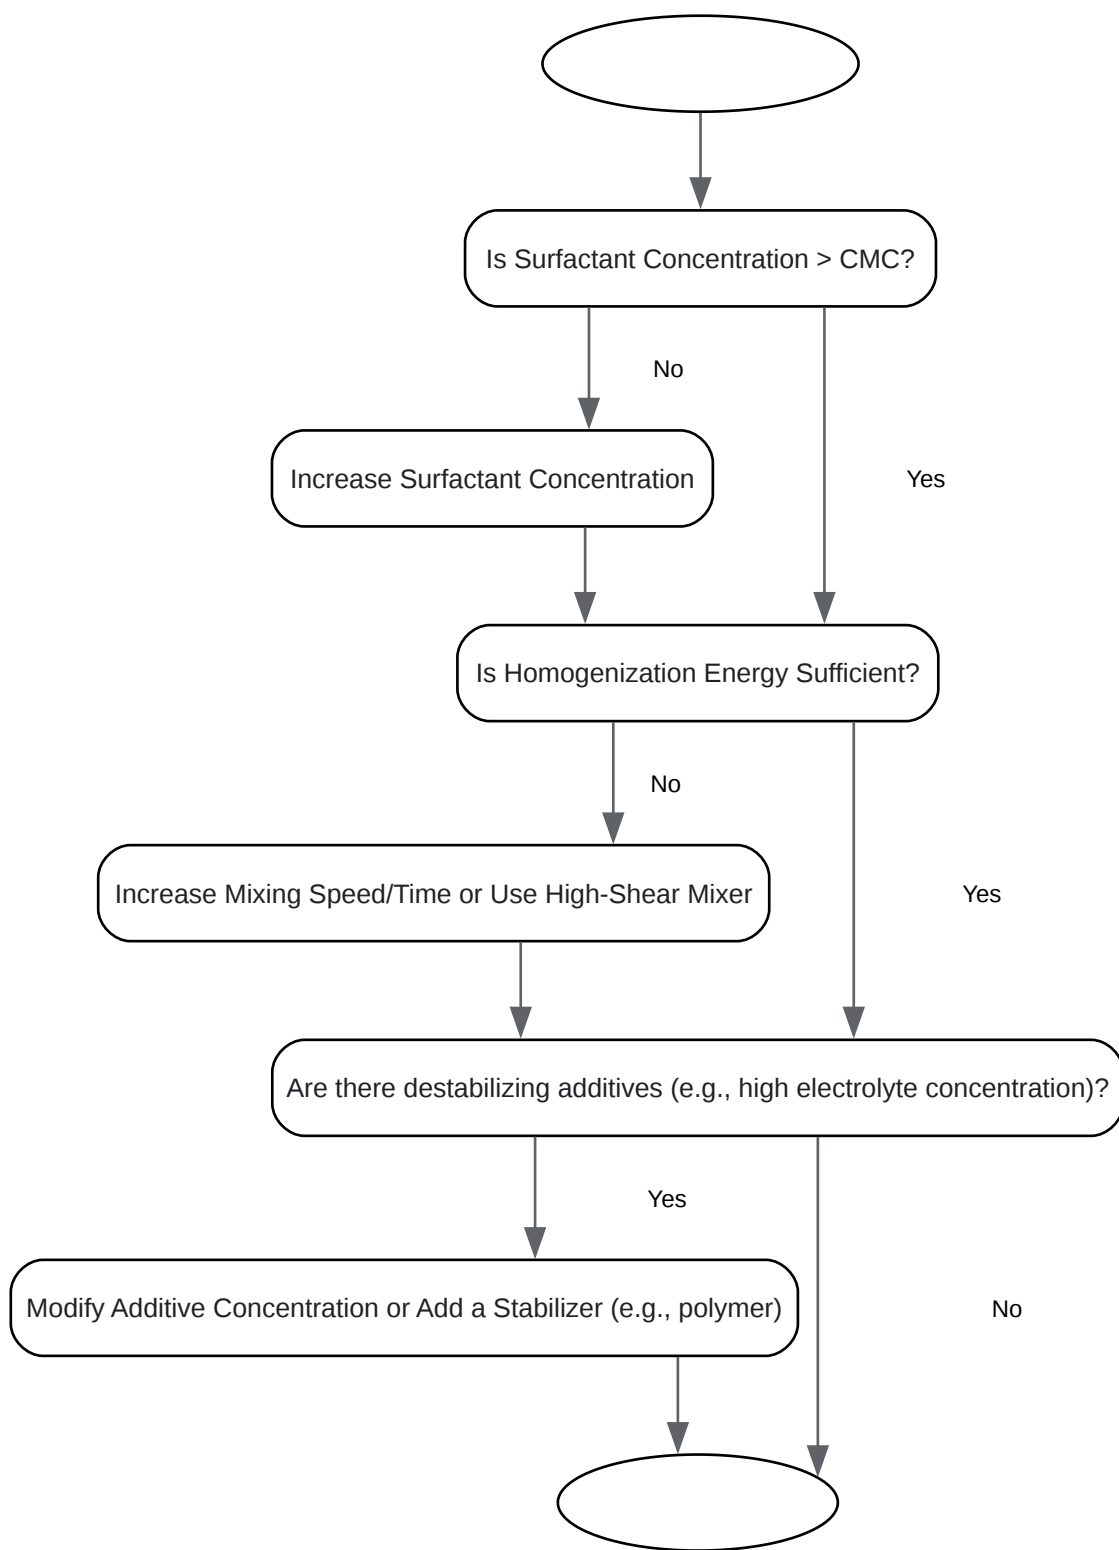 Is Surfactant Concentration > CMC?
No
Increase Surfactant Concentration
Yes
Is Homogenization Energy Sufficient?
No
Increase Mixing Speed/Time or Use High-Shear Mixer
Yes
Are there destabilizing additives (e.g., high electrolyte concentration)?
Yes
Modify Additive Concentration or Add a Stabilizer (e.g., polymer)
No